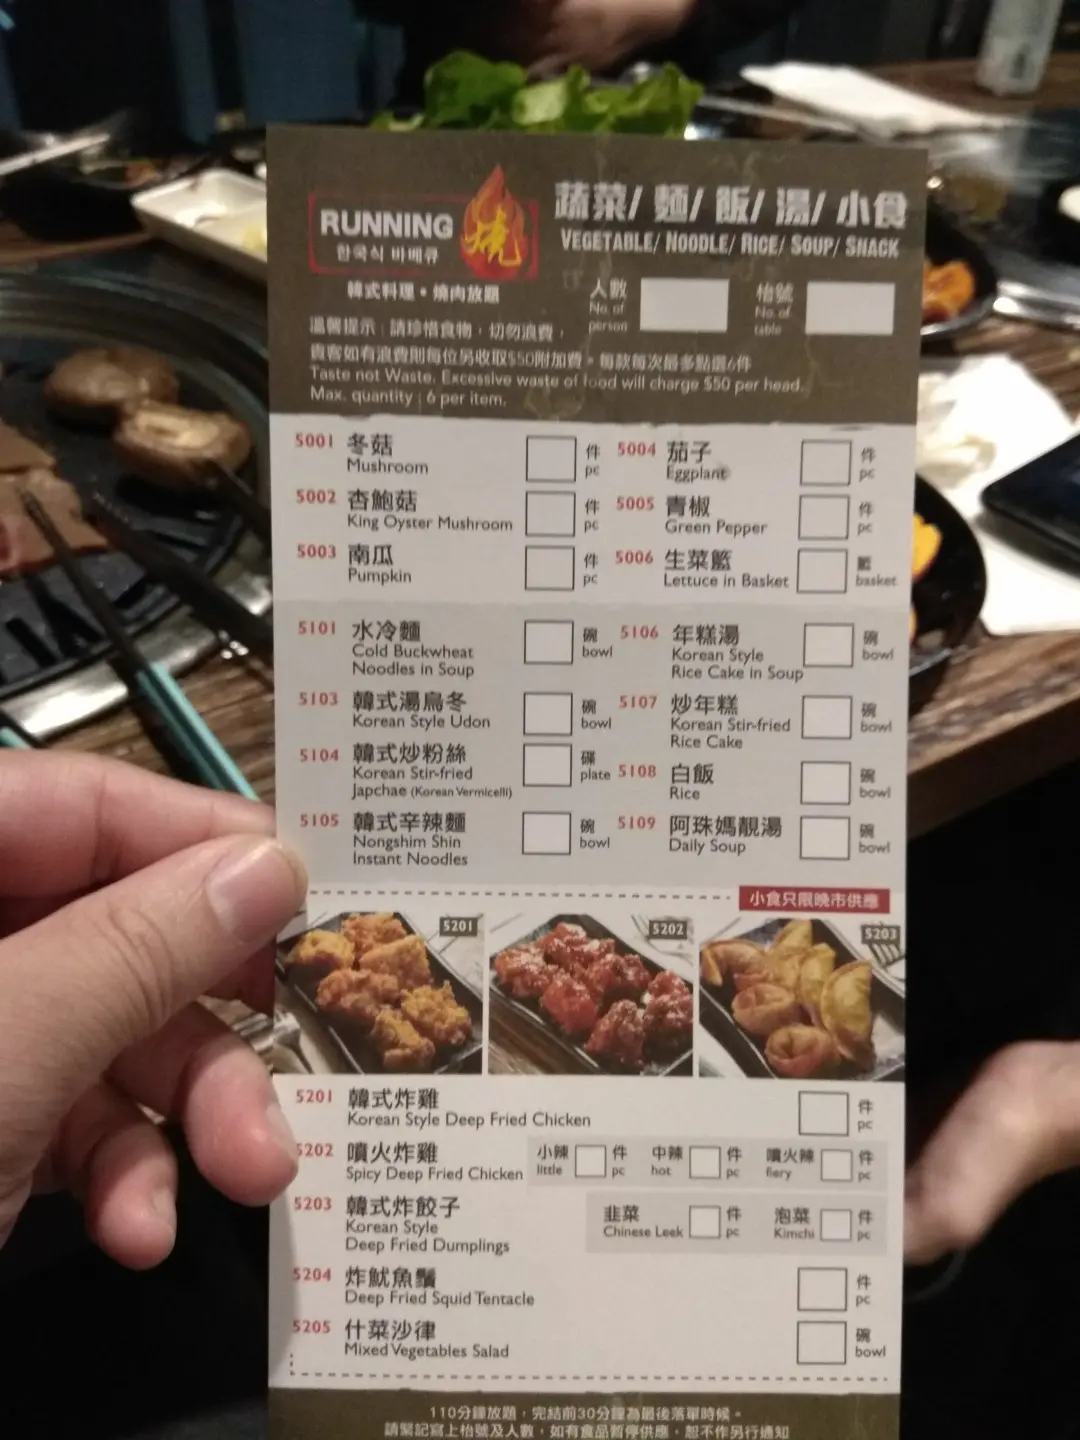 RUNNING
燒
한국식 바베큐
韓式料理・燒肉放題
蔬菜/ 麵/ 飯/ 湯/ 小食
VEGETABLE/ NOODLE/ RICE/ SOUP/ SNACK
人數
No. of
person
枱號
No. of
table
溫馨提示：請珍惜食物，切勿浪費，
貴客如有浪費則每位另收取$50附加費。每款每次最多點選6件
Taste not Waste. Excessive waste of food will charge $50 per head.
Max. quantity : 6 per item.
5001 冬菇 件
Mushroom pc
5002 杏鮑菇 件
King Oyster Mushroom pc
5003 南瓜 件
Pumpkin pc
5004 茄子 件
Eggplant pc
5005 青椒 件
Green Pepper pc
5006 生菜籃 籃
Lettuce in Basket basket
5101 水冷麵 碗
Cold Buckwheat bowl
Noodles in Soup
5103 韓式湯烏冬 碗
Korean Style Udon bowl
5104 韓式炒粉絲 碟
Korean Stir-fried plate
Japchae (Korean Vermicelli)
5105 韓式辛辣麵 碗
Nongshim Shin bowl
Instant Noodles
5106 年糕湯 碗
Korean Style bowl
Rice Cake in Soup
5107 炒年糕 碗
Korean Stir-fried bowl
Rice Cake
5108 白飯 碗
Rice bowl
5109 阿珠媽靚湯 碗
Daily Soup bowl
小食只限晚市供應
5201
5202
5203
5201 韓式炸雞 件
Korean Style Deep Fried Chicken pc
5202 噴火炸雞 小辣 件 中辣 件 噴火辣 件
Spicy Deep Fried Chicken little pc hot pc fiery pc
5203 韓式炸餃子 韭菜 件 泡菜 件
Korean Style Chinese Leek pc Kimchi pc
Deep Fried Dumplings
5204 炸魷魚鬚 件
Deep Fried Squid Tentacle pc
5205 什菜沙律 碗
Mixed Vegetables Salad bowl
110分鐘放題，完結前30分鐘為最後落單時候。
請緊記寫上枱號及人數，如有食品暫停供應，恕不作另行通知